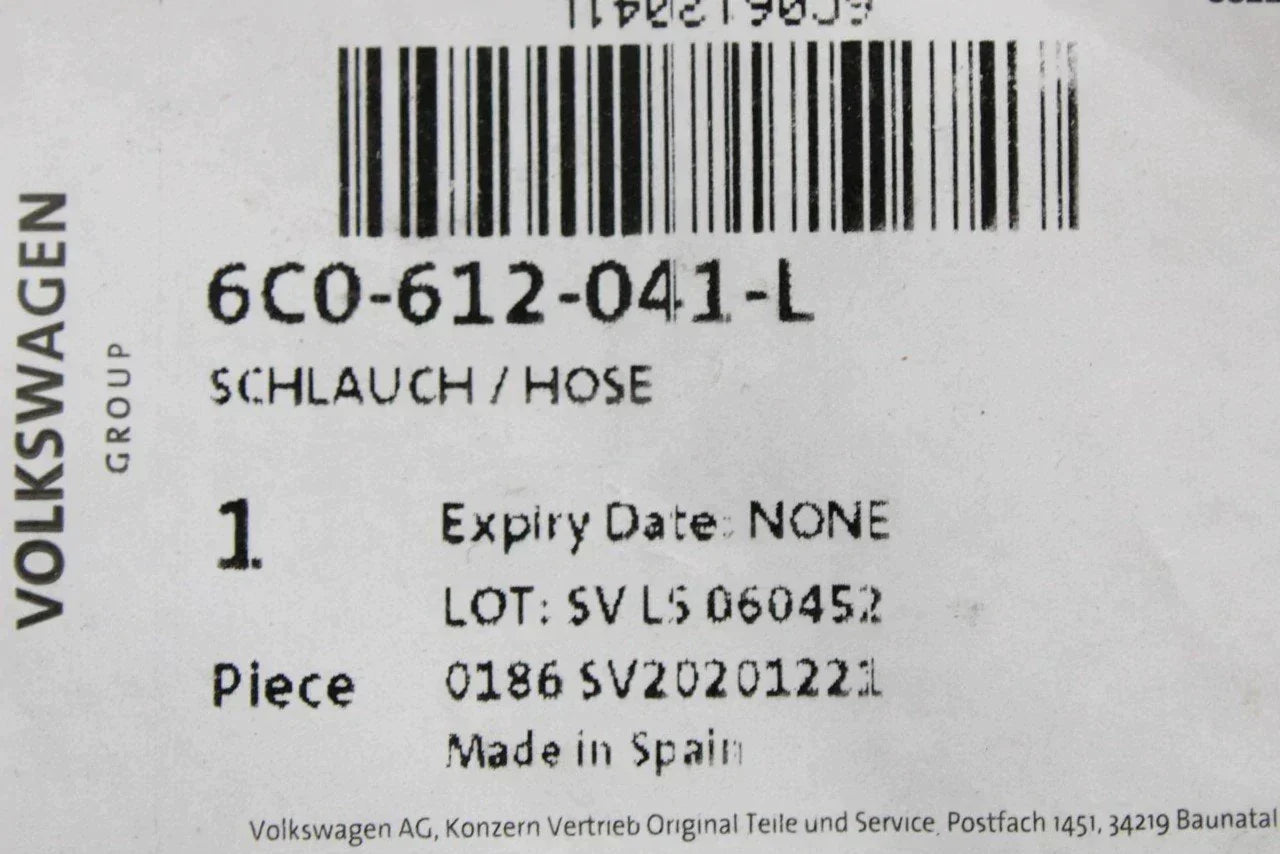 6C0612041L
6C0-612-041-L
SCHLAUCH / HOSE
1
Piece
Expiry Date: NONE
LOT: SV LS 060452
0186 SV20201221
Made in Spain
VOLKSWAGEN
GROUP
Volkswagen AG, Konzern Vertrieb Original Teile und Service, Postfach 1451, 34219 Baunatal